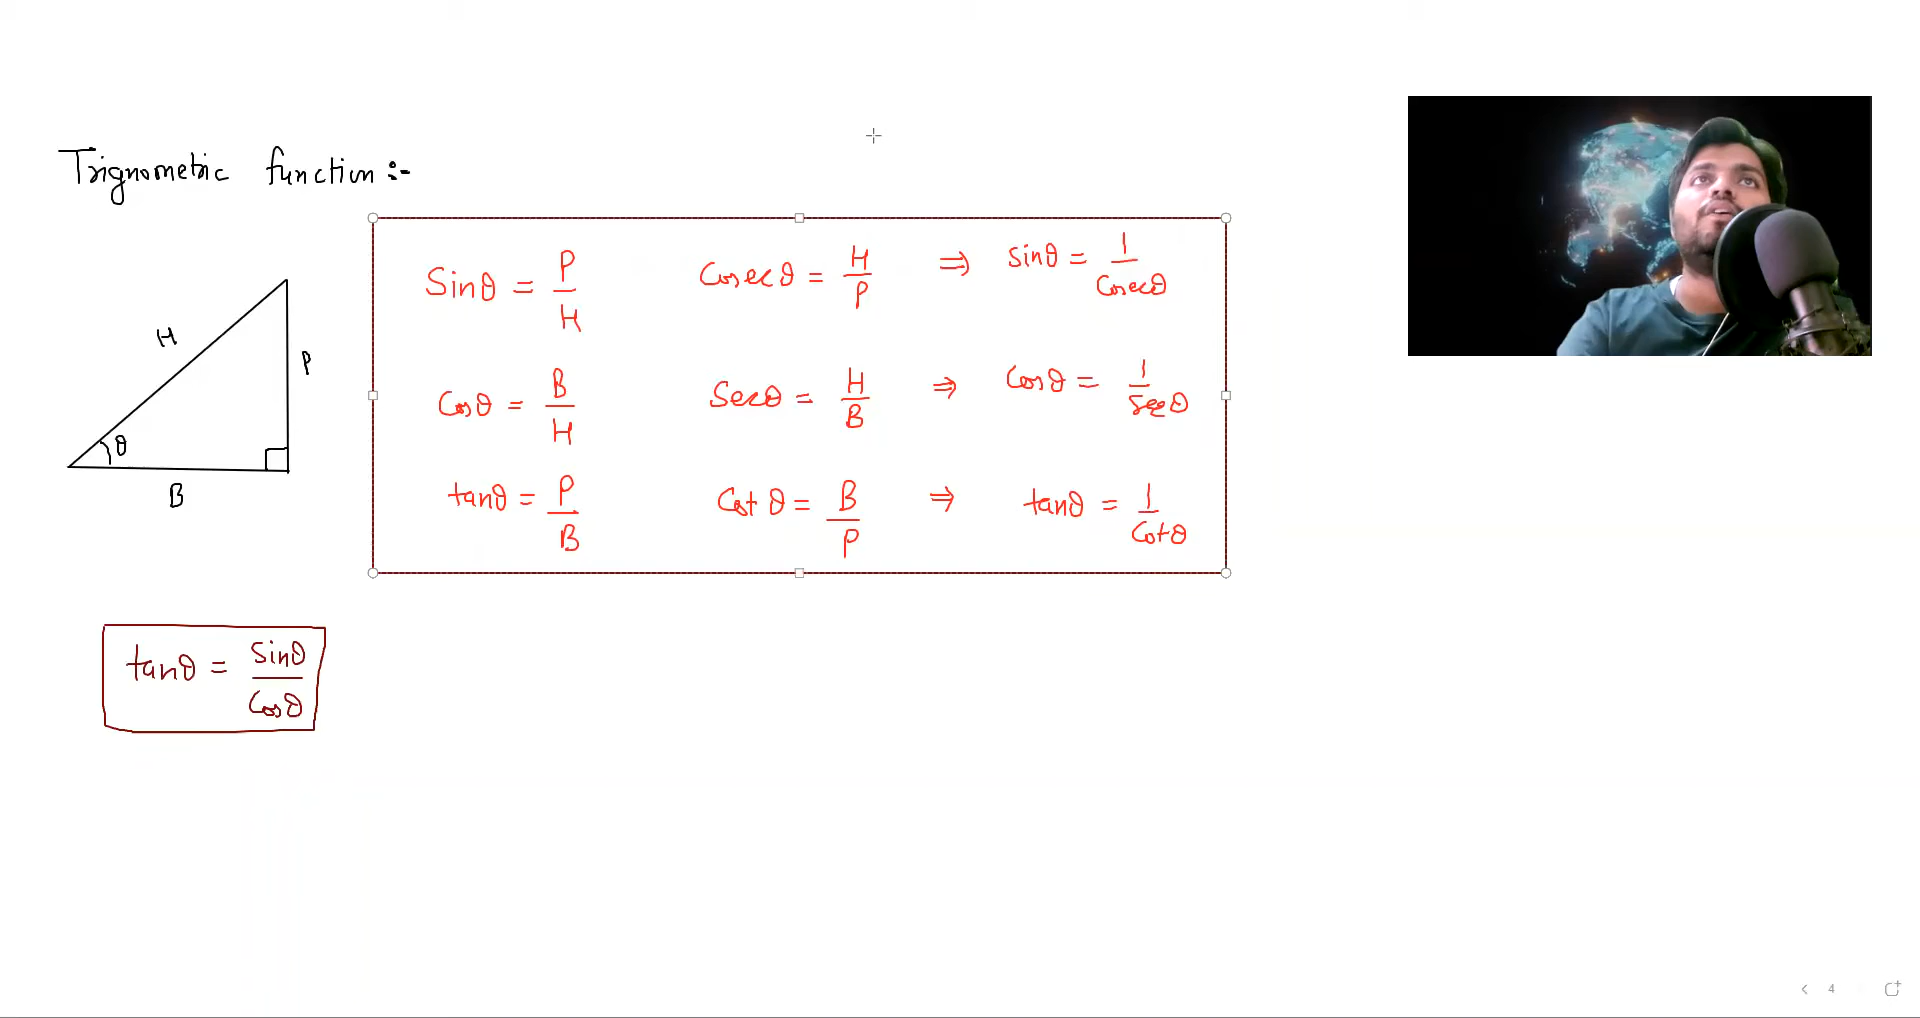 Trignometric function :-
Sinθ = P/H Cosecθ = H/P ⇒ sinθ = 1/Cosecθ
H
P
Cosθ = B/H Secθ = H/B ⇒ Cosθ = 1/secθ
θ
B
tanθ = P/B Cotθ = B/P ⇒ tanθ = 1/Cotθ
tanθ = Sinθ/Cosθ
4